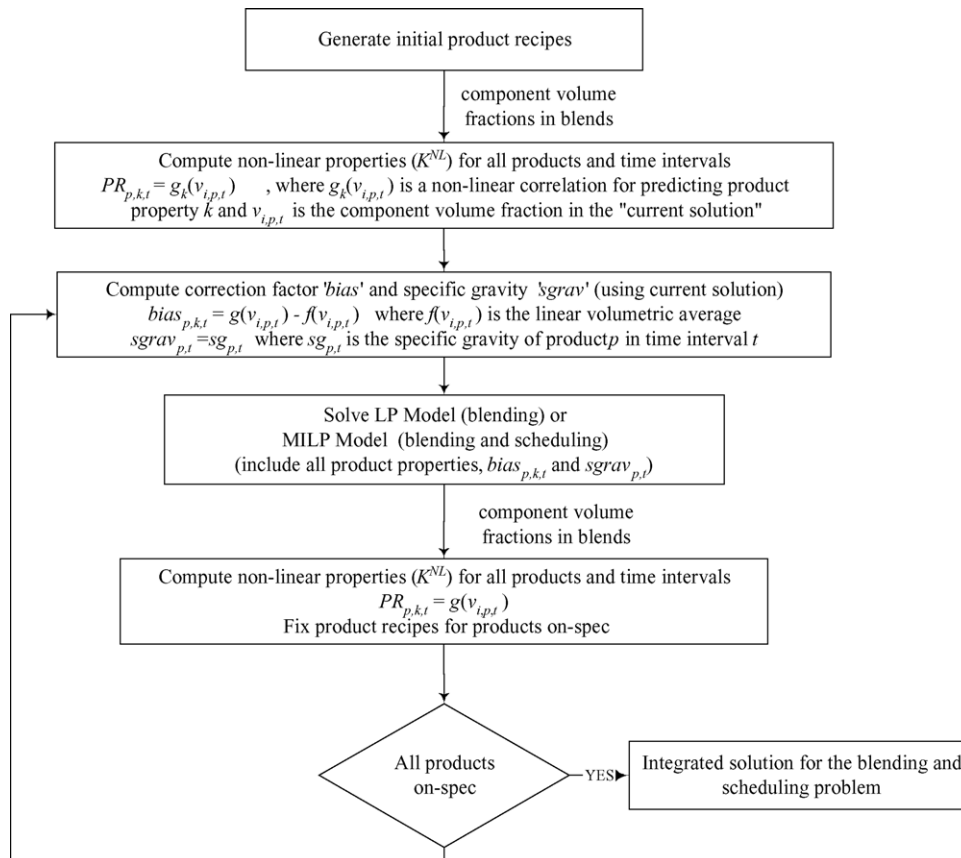 Generate initial product recipes
component volume
fractions in blends
Compute non-linear properties (K^NL) for all products and time intervals
PR_p,k,t = g_k(v_i,p,t) , where g_k(v_i,p,t) is a non-linear correlation for predicting product
property k and v_i,p,t is the component volume fraction in the "current solution"
Compute correction factor 'bias' and specific gravity 'sgrav' (using current solution)
bias_p,k,t = g(v_i,p,t) - f(v_i,p,t) where f(v_i,p,t) is the linear volumetric average
sgrav_p,t =sg_p,t where sg_p,t is the specific gravity of productp in time interval t
Solve LP Model (blending) or
MILP Model (blending and scheduling)
(include all product properties, bias_p,k,t and sgrav_p,t)
component volume
fractions in blends
Compute non-linear properties (K^NL) for all products and time intervals
PR_p,k,t = g(v_i,p,t)
Fix product recipes for products on-spec
All products
on-spec
YES
Integrated solution for the blending and
scheduling problem